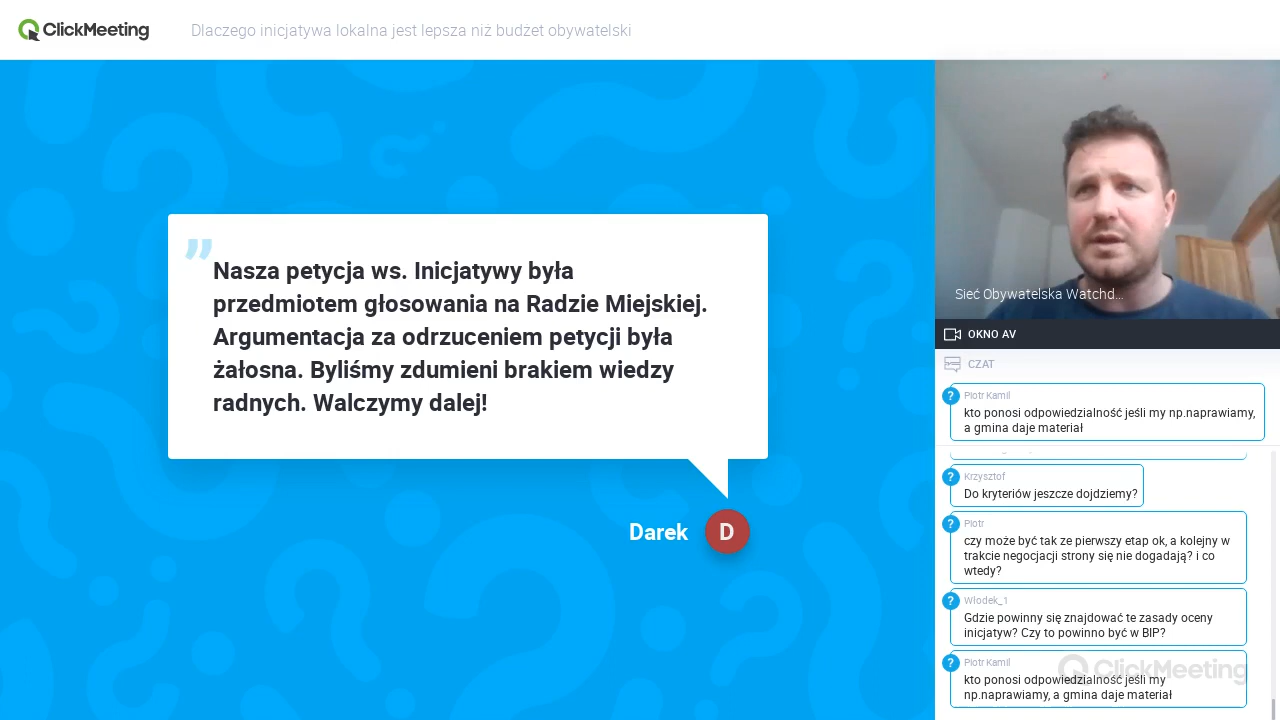 ClickMeeting
Dlaczego inicjatywa lokalna jest lepsza niż budżet obywatelski
Nasza petycja ws. Inicjatywy była
przedmiotem głosowania na Radzie Miejskiej.
Argumentacja za odrzuceniem petycji była
żałosna. Byliśmy zdumieni brakiem wiedzy
radnych. Walczymy dalej!
Darek
D
Sieć Obywatelska Watchd...
OKNO AV
CZAT
?
Piotr Kamil
kto ponosi odpowiedzialność jeśli my np.naprawiamy,
a gmina daje materiał
?
Krzysztof
Do kryteriów jeszcze dojdziemy?
?
Piotr
czy może być tak ze pierwszy etap ok, a kolejny w
trakcie negocjacji strony się nie dogadają? i co
wtedy?
?
Włodek_1
Gdzie powinny się znajdować te zasady oceny
inicjatyw? Czy to powinno być w BIP?
?
Piotr Kamil
kto ponosi odpowiedzialność jeśli my
np.naprawiamy, a gmina daje materiał
ClickMeeting